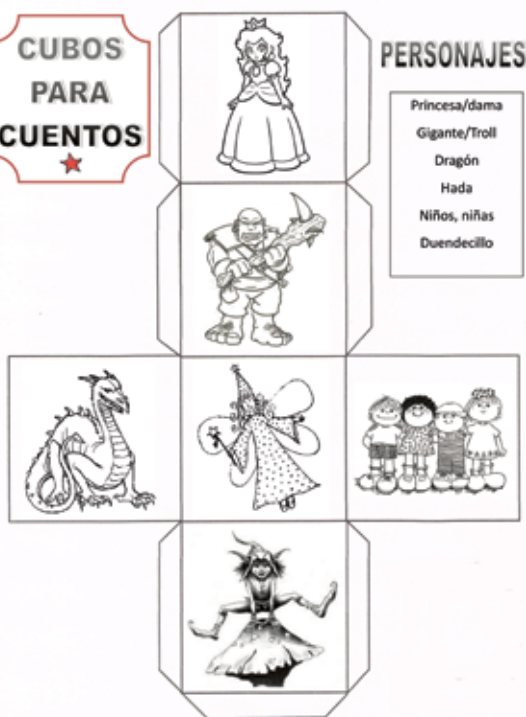 CUBOS
PARA
CUENTOS
PERSONAJES
Princesa/dama
Gigante/Troll
Dragón
Hada
Niños, niñas
Duendecillo